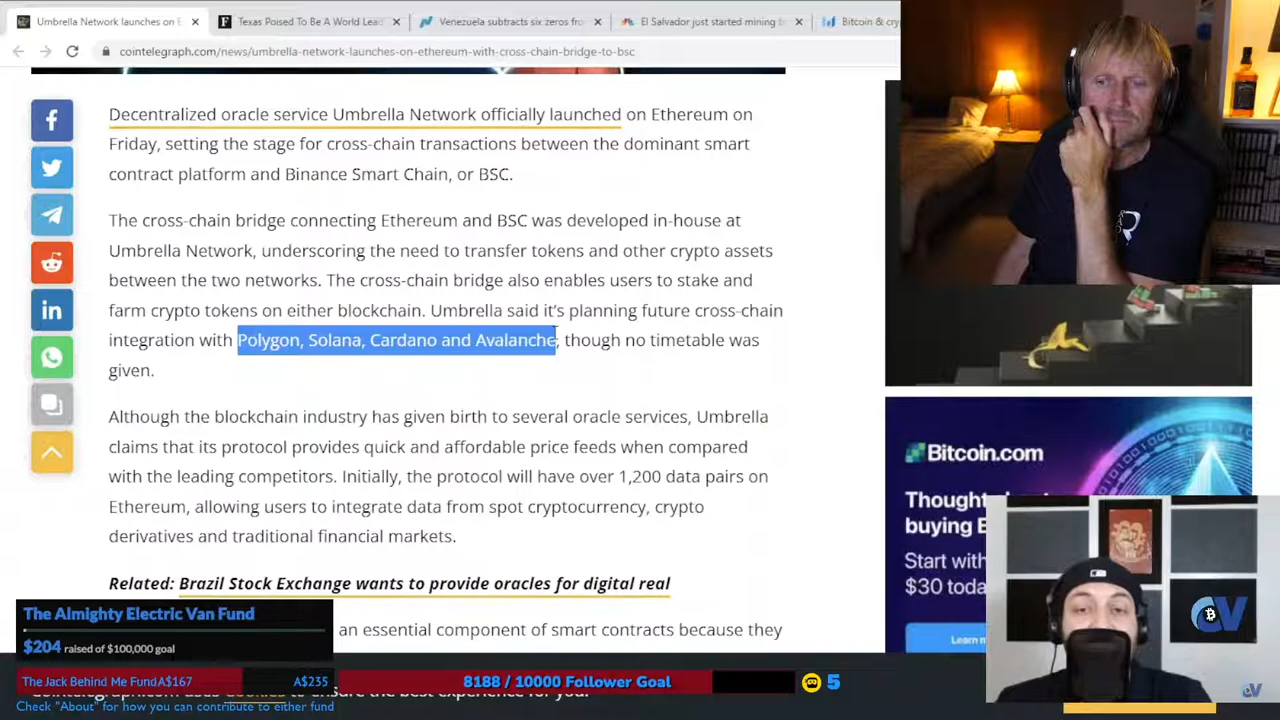 Umbrella Network launches on E
Texas Poised To Be A World Lead
Venezuela subtracts six zeros fro
El Salvador just started mining b
Bitcoin & cry
cointelegraph.com/news/umbrella-network-launches-on-ethereum-with-cross-chain-bridge-to-bsc
Decentralized oracle service Umbrella Network officially launched on Ethereum on
Friday, setting the stage for cross-chain transactions between the dominant smart
contract platform and Binance Smart Chain, or BSC.
The cross-chain bridge connecting Ethereum and BSC was developed in-house at
Umbrella Network, underscoring the need to transfer tokens and other crypto assets
between the two networks. The cross-chain bridge also enables users to stake and
farm crypto tokens on either blockchain. Umbrella said it's planning future cross-chain
integration with Polygon, Solana, Cardano and Avalanche, though no timetable was
given.
Although the blockchain industry has given birth to several oracle services, Umbrella
claims that its protocol provides quick and affordable price feeds when compared
with the leading competitors. Initially, the protocol will have over 1,200 data pairs on
Ethereum, allowing users to integrate data from spot cryptocurrency, crypto
derivatives and traditional financial markets.
Related: Brazil Stock Exchange wants to provide oracles for digital real
an essential component of smart contracts because they
to ensure the best experience for you.
Bitcoin.com
Thought
buying E
Start with
$30 toda
Learn
The Almighty Electric Van Fund
$204 raised of $100,000 goal
The Jack Behind Me Fund A$167
A$235
8188 / 10000 Follower Goal
5
Check "About" for how you can contribute to either fund
R
CV
CV